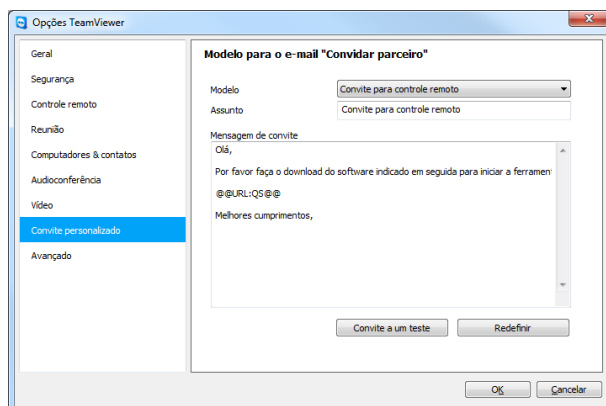 Opções TeamViewer
Geral
Segurança
Controle remoto
Reunião
Computadores & contatos
Audioconferência
Vídeo
Convite personalizado
Avançado
Modelo para o e-mail "Convidar parceiro"
Modelo Convite para controle remoto
Assunto Convite para controle remoto
Mensagem de convite
Olá,
Por favor faça o download do software indicado em seguida para iniciar a ferramen
@@URL:QS@@
Melhores cumprimentos,
Convite a um teste Redefinir
OK Cancelar